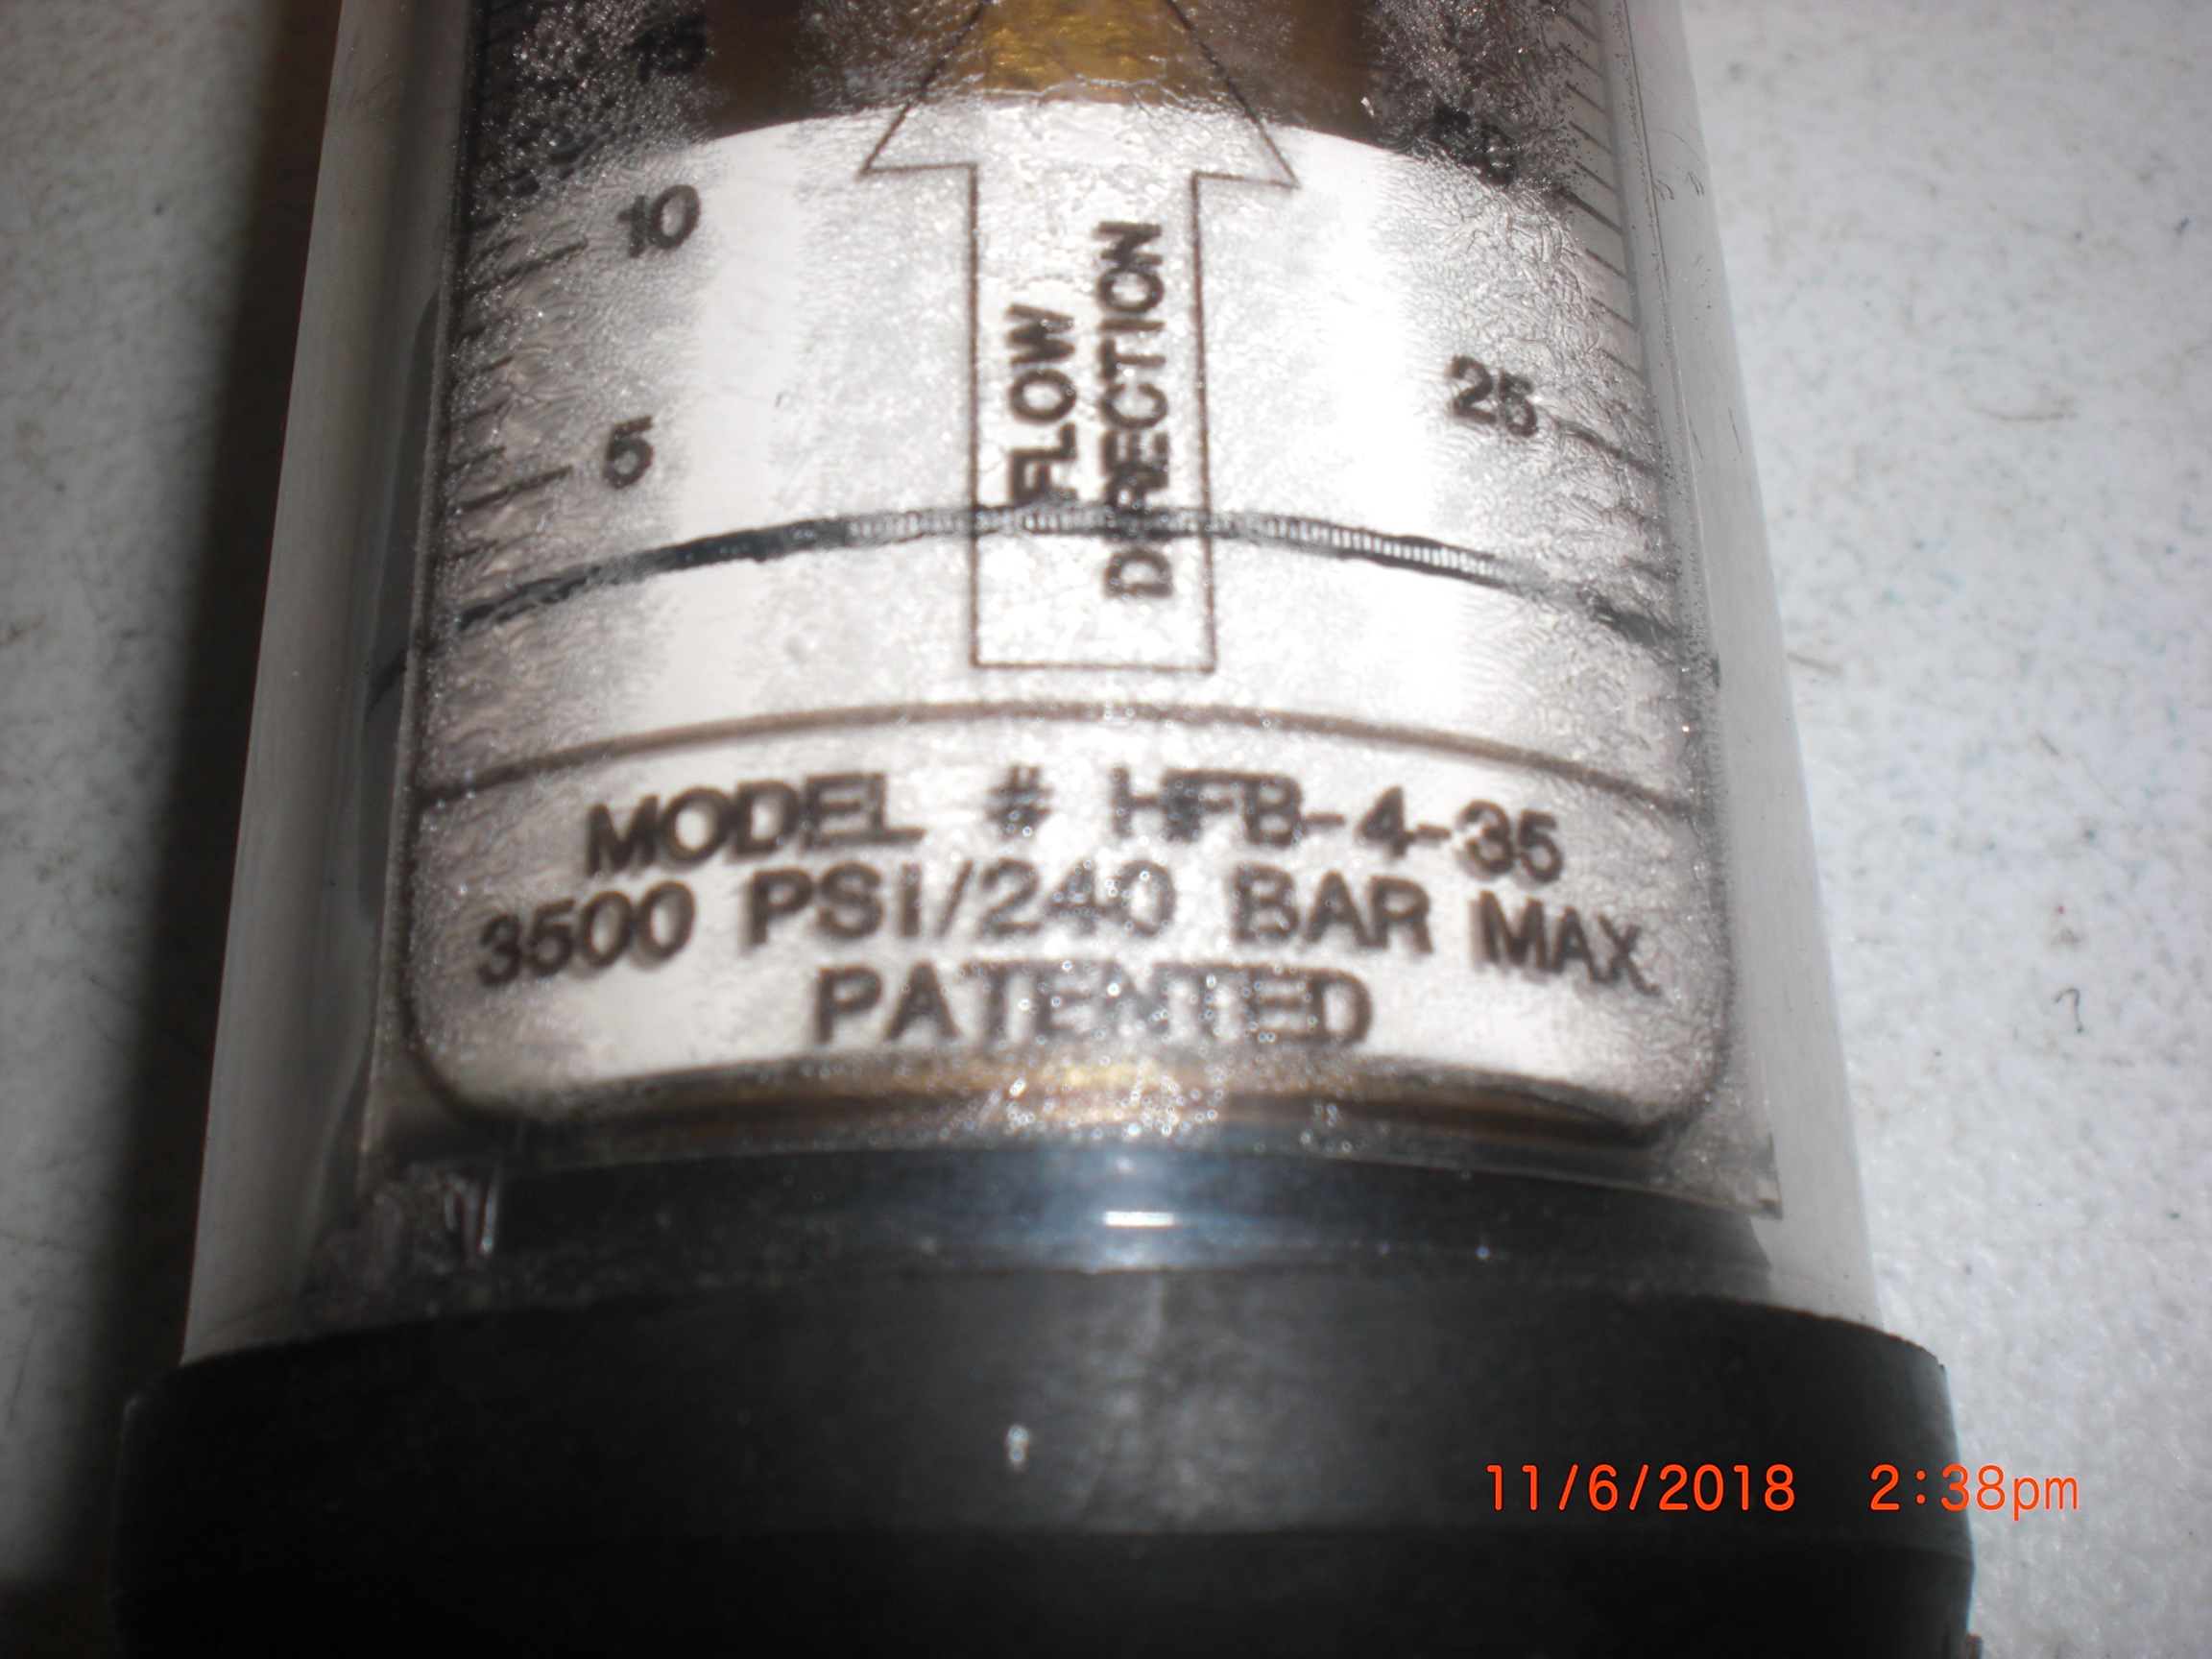 15
10
5
50
25
FLOW
DIRECTION
MODEL # HFB-4-35
3500 PSI/240 BAR MAX
PATENTED
11/6/2018 2:38pm